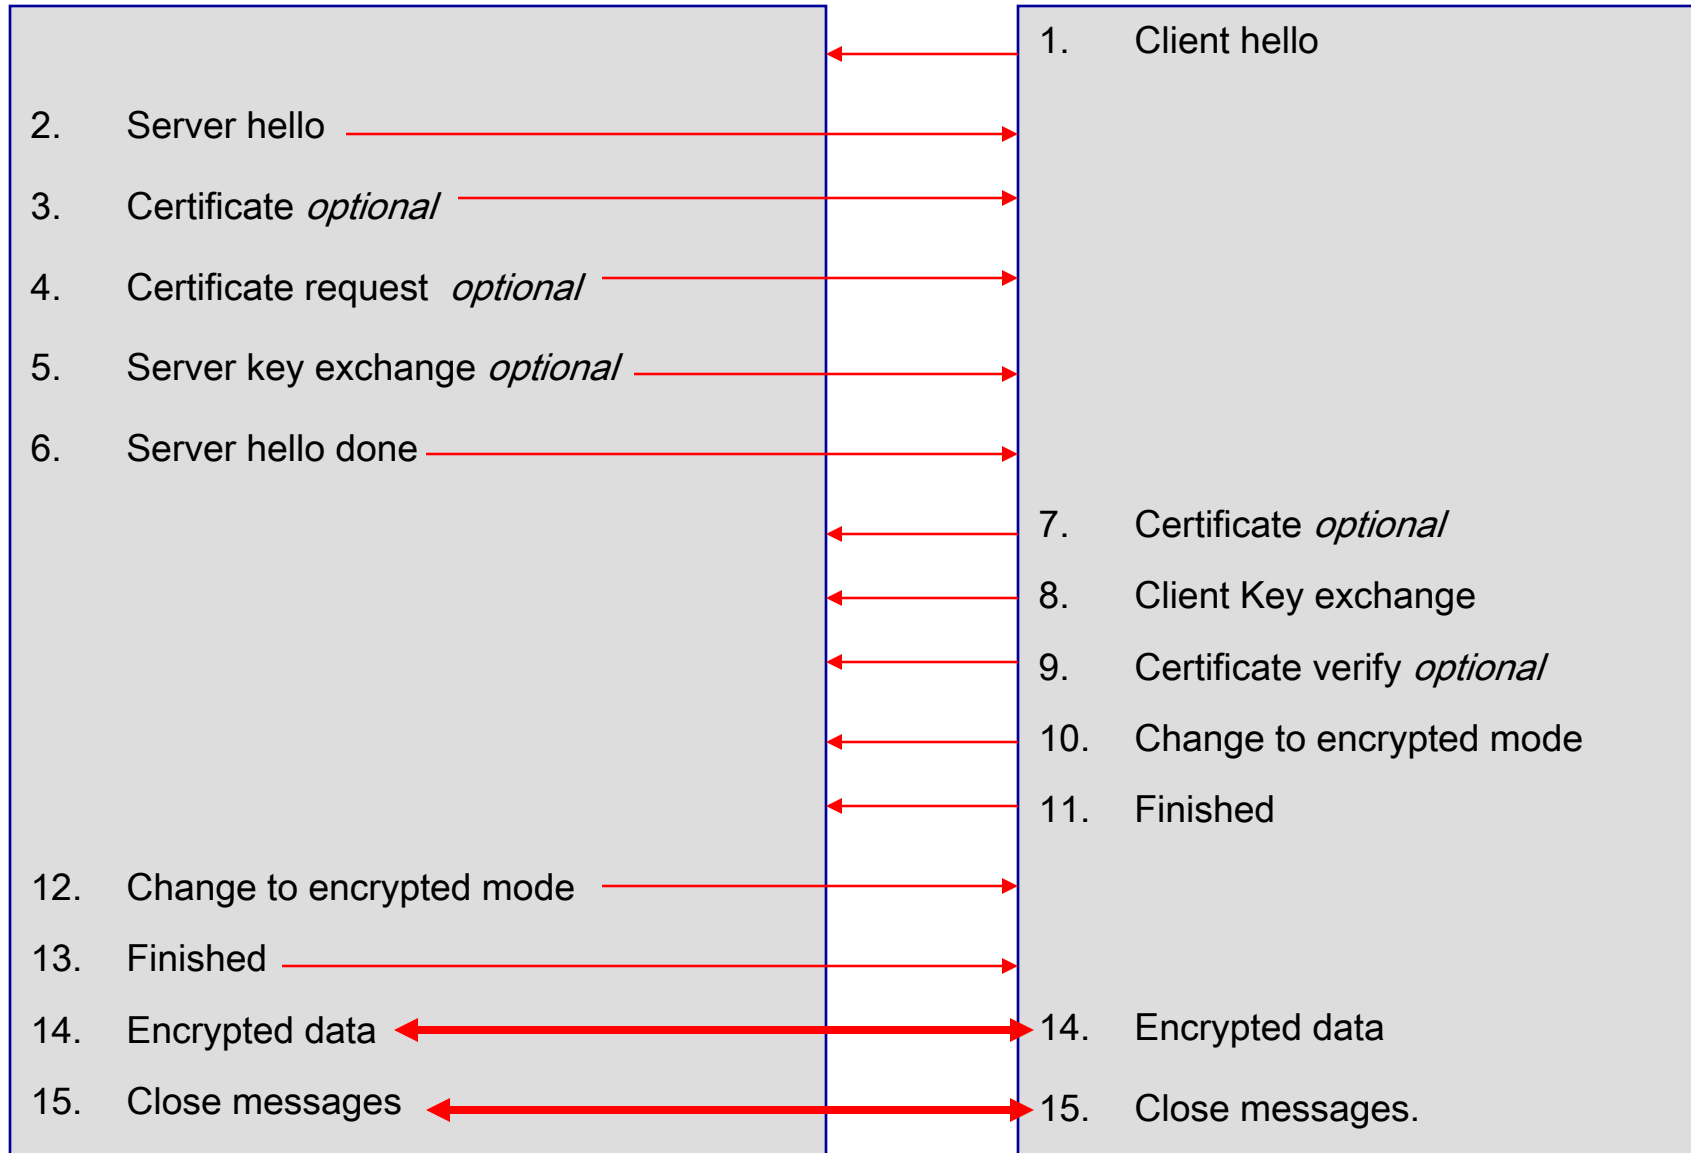 1. Client hello
2. Server hello
3. Certificate optional
4. Certificate request optional
5. Server key exchange optional
6. Server hello done
7. Certificate optional
8. Client Key exchange
9. Certificate verify optional
10. Change to encrypted mode
11. Finished
12. Change to encrypted mode
13. Finished
14. Encrypted data
14. Encrypted data
15. Close messages
15. Close messages.